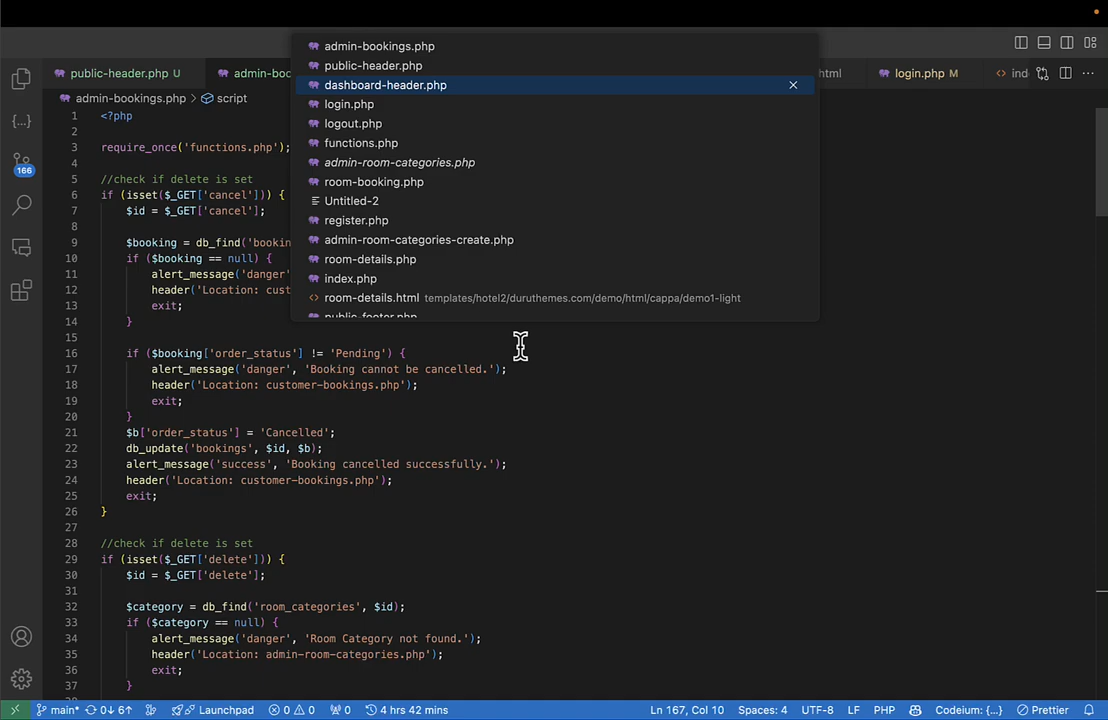 admin-bookings.php
public-header.php
dashboard-header.php
login.php
logout.php
functions.php
admin-room-categories.php
room-booking.php
Untitled-2
register.php
admin-room-categories-create.php
room-details.php
index.php
room-details.html templates/hotel2/duruthemes.com/demo/html/cappa/demo1-light
public-footer.php
public-header.php U
admin-boo
html
login.php M
ind
admin-bookings.php > script
1 <?php
2
3 require_once('functions.php');
4
5 //check if delete is set
6 if (isset($_GET['cancel'])) {
7 $id = $_GET['cancel'];
8
9 $booking = db_find('bookin
10 if ($booking == null) {
11 alert_message('danger'
12 header('Location: cust
13 exit;
14 }
15
16 if ($booking['order_status'] != 'Pending') {
17 alert_message('danger', 'Booking cannot be cancelled.');
18 header('Location: customer-bookings.php');
19 exit;
20 }
21 $b['order_status'] = 'Cancelled';
22 db_update('bookings', $id, $b);
23 alert_message('success', 'Booking cancelled successfully.');
24 header('Location: customer-bookings.php');
25 exit;
26 }
27
28 //check if delete is set
29 if (isset($_GET['delete'])) {
30 $id = $_GET['delete'];
31
32 $category = db_find('room_categories', $id);
33 if ($category == null) {
34 alert_message('danger', 'Room Category not found.');
35 header('Location: admin-room-categories.php');
36 exit;
37 }
166
main* 0↓ 6↑ Launchpad 0 0 0 4 hrs 42 mins Ln 167, Col 10 Spaces: 4 UTF-8 LF PHP Codeium: {...} Prettier